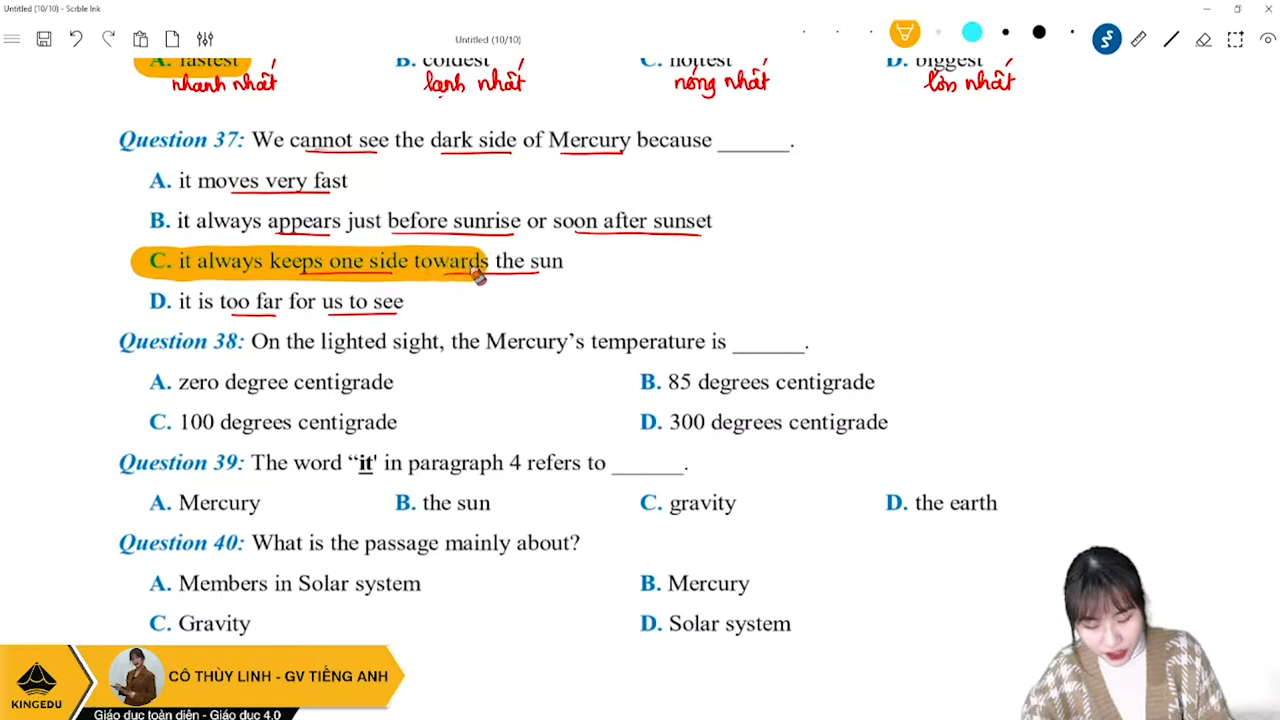 Untitled (10/10) - Scrble Ink
Untitled (10/10)
A. fastest B. coldest C. hottest D. biggest
nhanh nhất lạnh nhất nóng nhất lớn nhất
Question 37: We cannot see the dark side of Mercury because ______.
A. it moves very fast
B. it always appears just before sunrise or soon after sunset
C. it always keeps one side towards the sun
D. it is too far for us to see
Question 38: On the lighted sight, the Mercury’s temperature is ______.
A. zero degree centigrade B. 85 degrees centigrade
C. 100 degrees centigrade D. 300 degrees centigrade
Question 39: The word “it' in paragraph 4 refers to ______.
A. Mercury B. the sun C. gravity D. the earth
Question 40: What is the passage mainly about?
A. Members in Solar system B. Mercury
C. Gravity D. Solar system
CÔ THÙY LINH - GV TIẾNG ANH
KINGEDU
Giáo dục toàn diện - Giáo dục 4.0